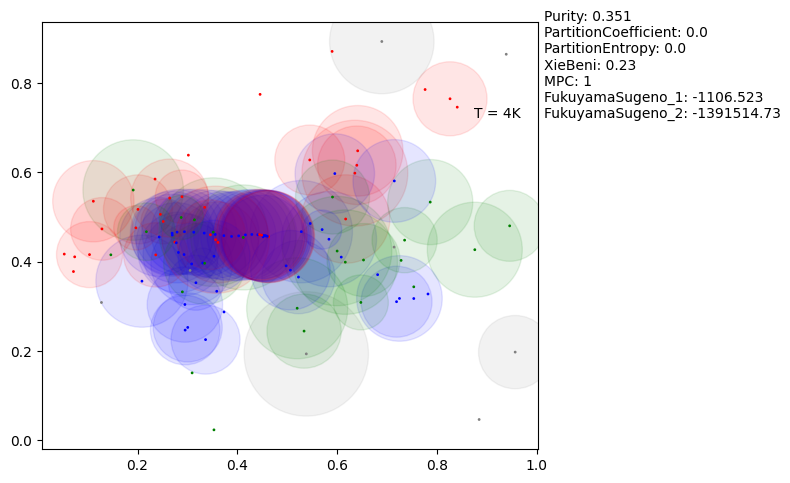 Purity: 0.351
PartitionCoefficient: 0.0
PartitionEntropy: 0.0
XieBeni: 0.23
MPC: 1
FukuyamaSugeno_1: -1106.523
FukuyamaSugeno_2: -1391514.73
T = 4K
0.8
0.6
0.4
0.2
0.0
0.2 0.4 0.6 0.8 1.0